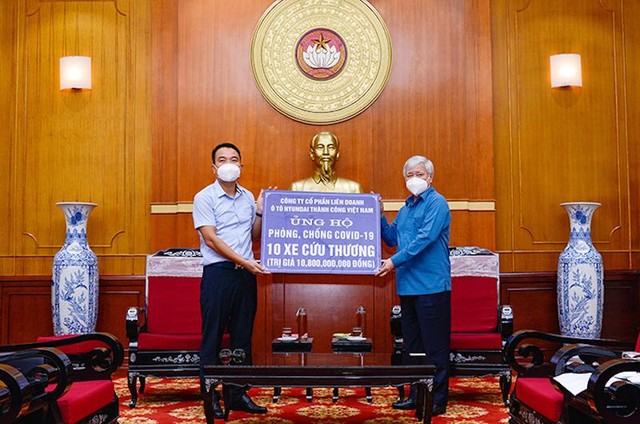 CÔNG TY CỔ PHẦN LIÊN DOANH
Ô TÔ HYUNDAI THÀNH CÔNG VIỆT NAM
ỦNG HỘ
PHÒNG, CHỐNG COVID-19
10 XE CỨU THƯƠNG
(TRỊ GIÁ 10,800,000,000 ĐỒNG)